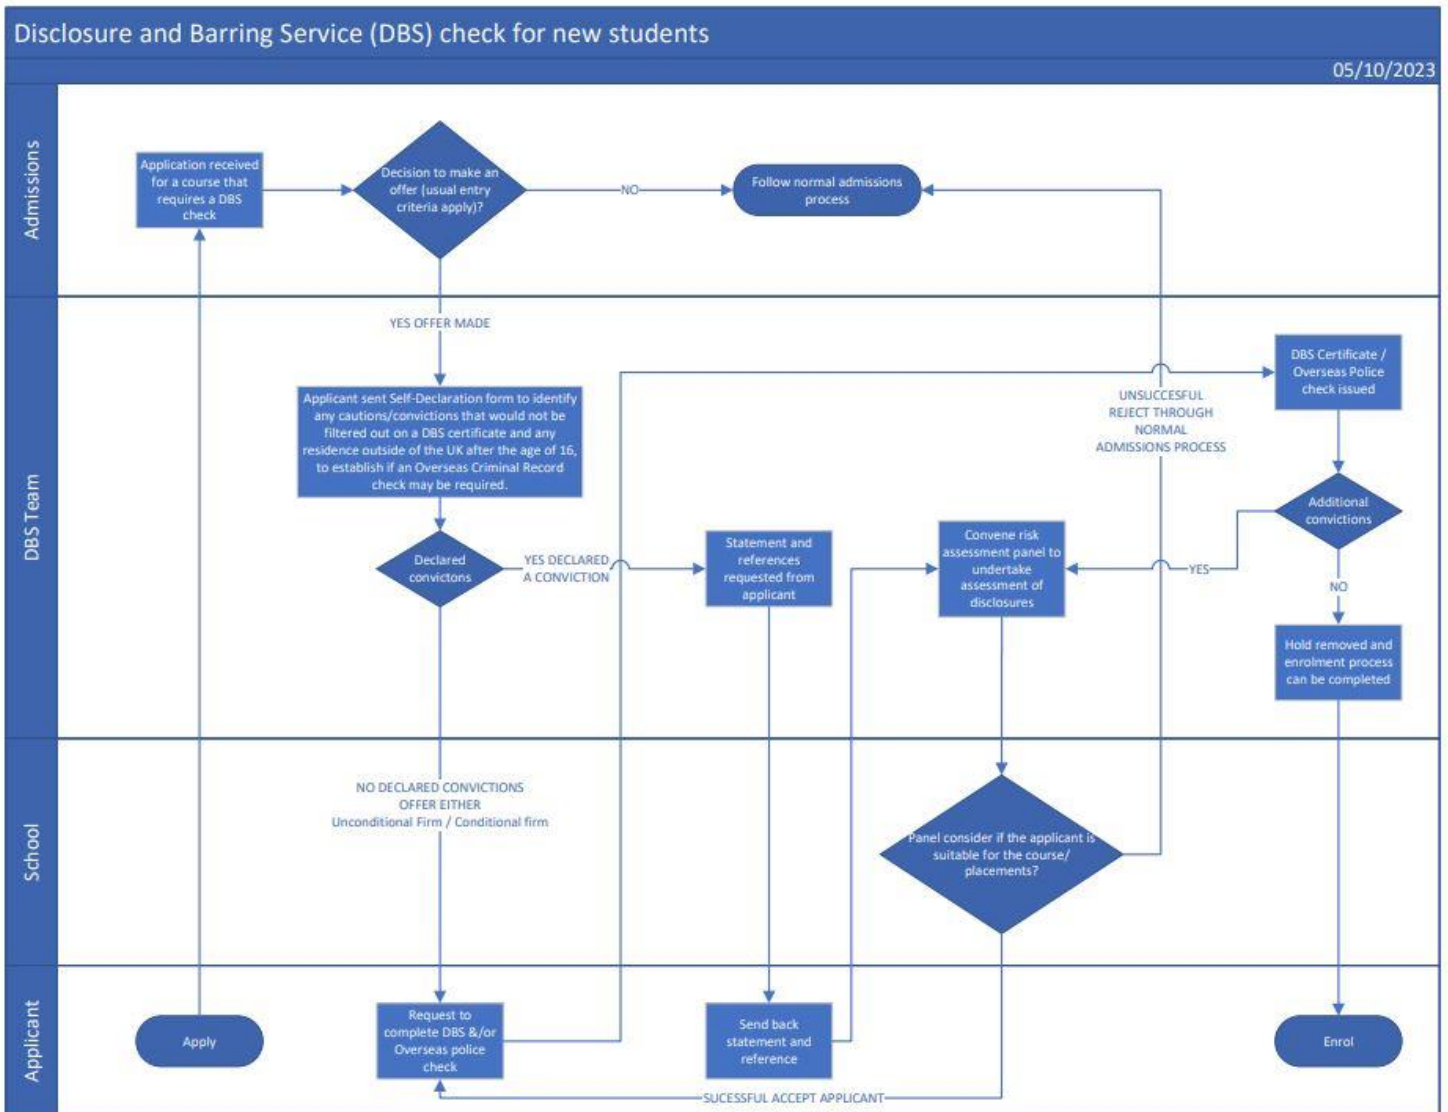 Disclosure and Barring Service (DBS) check for new students
05/10/2023
Admissions
Application received
for a course that
requires a DBS
check
Decision to make an
offer (usual entry
criteria apply)?
NO
Follow normal admissions
process
DBS Team
YES OFFER MADE
Applicant sent Self-Declaration form to identify
any cautions/convictions that would not be
filtered out on a DBS certificate and any
residence outside of the UK after the age of 16,
to establish if an Overseas Criminal Record
check may be required.
Declared
convictons
YES DECLARED
A CONVICTION
Statement and
references
requested from
applicant
Convene risk
assessment panel to
undertake
assessment of
disclosures
UNSUCCESFUL
REJECT THROUGH
NORMAL
ADMISSIONS PROCESS
DBS Certificate /
Overseas Police
check issued
Additional
convictions
YES
NO
Hold removed and
enrolment process
can be completed
School
NO DECLARED CONVICTIONS
OFFER EITHER
Unconditional Firm / Conditional firm
Panel consider if the applicant is
suitable for the course/
placements?
Applicant
Apply
Request to
complete DBS &/or
Overseas police
check
Send back
statement and
reference
Enrol
SUCESSFUL ACCEPT APPLICANT